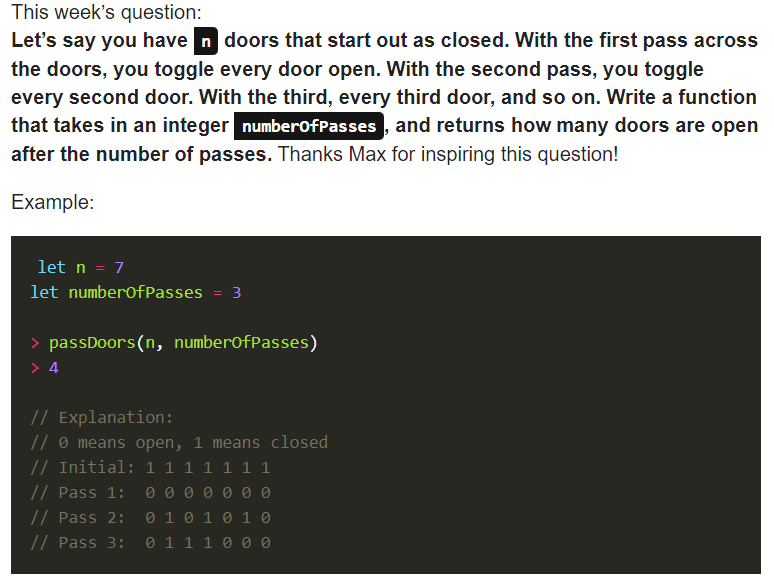 This week’s question:
Let’s say you have n doors that start out as closed. With the first pass across
the doors, you toggle every door open. With the second pass, you toggle
every second door. With the third, every third door, and so on. Write a function
that takes in an integer numberOfPasses, and returns how many doors are open
after the number of passes. Thanks Max for inspiring this question!
Example:
let n = 7
let numberOfPasses = 3
> passDoors(n, numberOfPasses)
> 4
// Explanation:
// 0 means open, 1 means closed
// Initial: 1 1 1 1 1 1 1
// Pass 1:  0 0 0 0 0 0 0
// Pass 2:  0 1 0 1 0 1 0
// Pass 3:  0 1 1 1 0 0 0